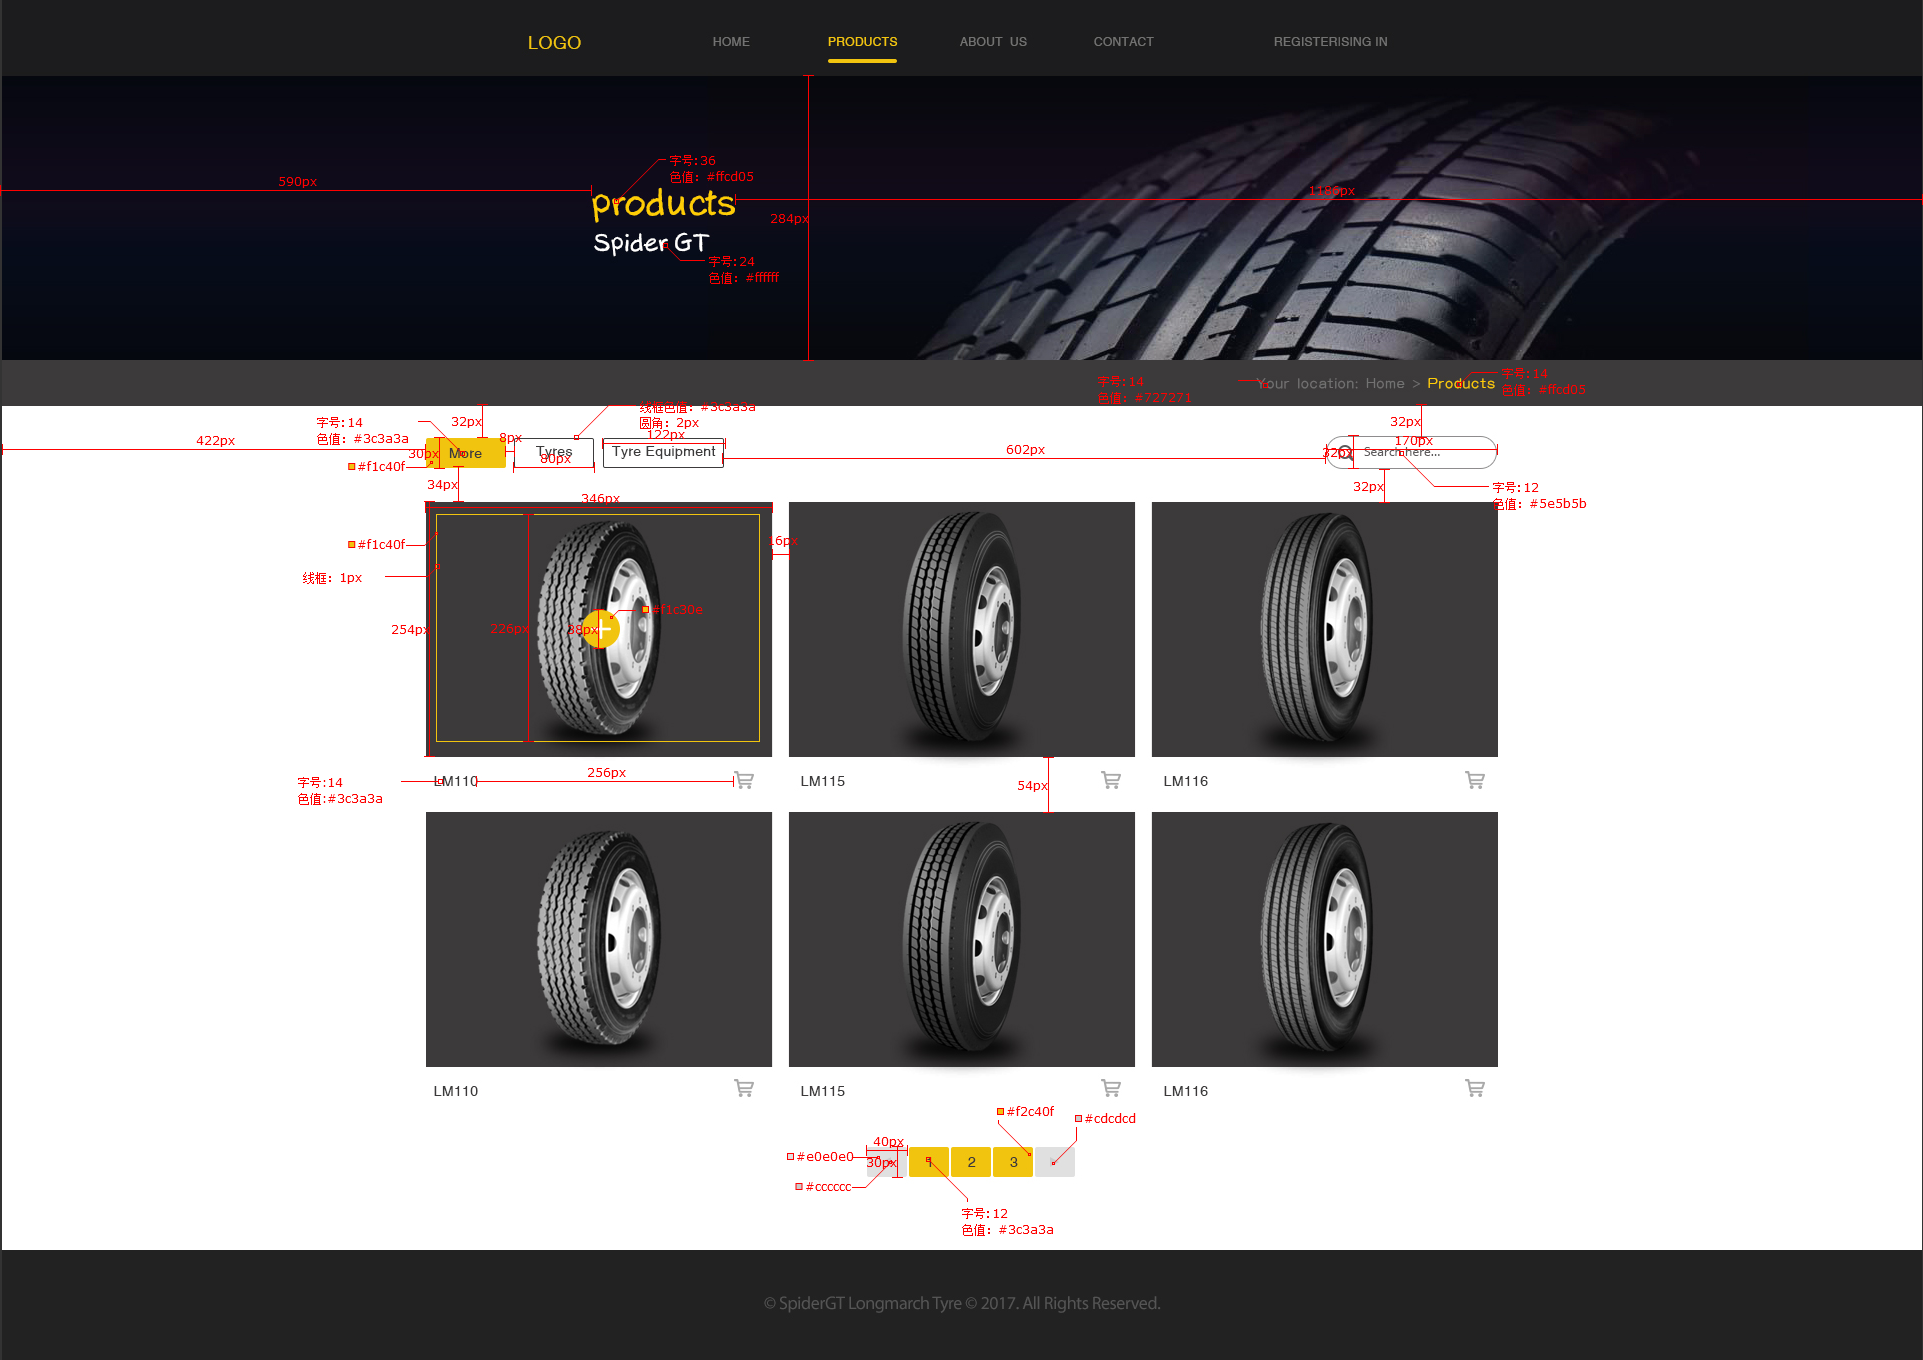 LOGO
HOME
PRODUCTS
ABOUT US
CONTACT
REGISTERISING IN
字号:36
色值: #ffcd05
590px
1186px
products
284px
Spider GT
字号:24
色值: #ffffff
字号:14
色值: #727271
Your location: Home > Products
字号:14
色值: #ffcd05
字号:14
色值: #3c3a3a
32px
线框色值: #3c3a3a
圆角: 2px
32px
422px
8px
122px
170px
30px
More
Tyres
80px
Tyre Equipment
602px
32px
Search here...
#f1c40f
34px
32px
字号:12
色值: #5e5b5b
346px
#f1c40f
16px
线框: 1px
#f1c30e
254px
226px
38px
字号:14
色值:#3c3a3a
LM110
256px
LM115
54px
LM116
LM110
LM115
LM116
#f2c40f
#cdcdcd
40px
#e0e0e0
30px
1
2
3
#cccccc
字号:12
色值: #3c3a3a
© SpiderGT Longmarch Tyre © 2017. All Rights Reserved.